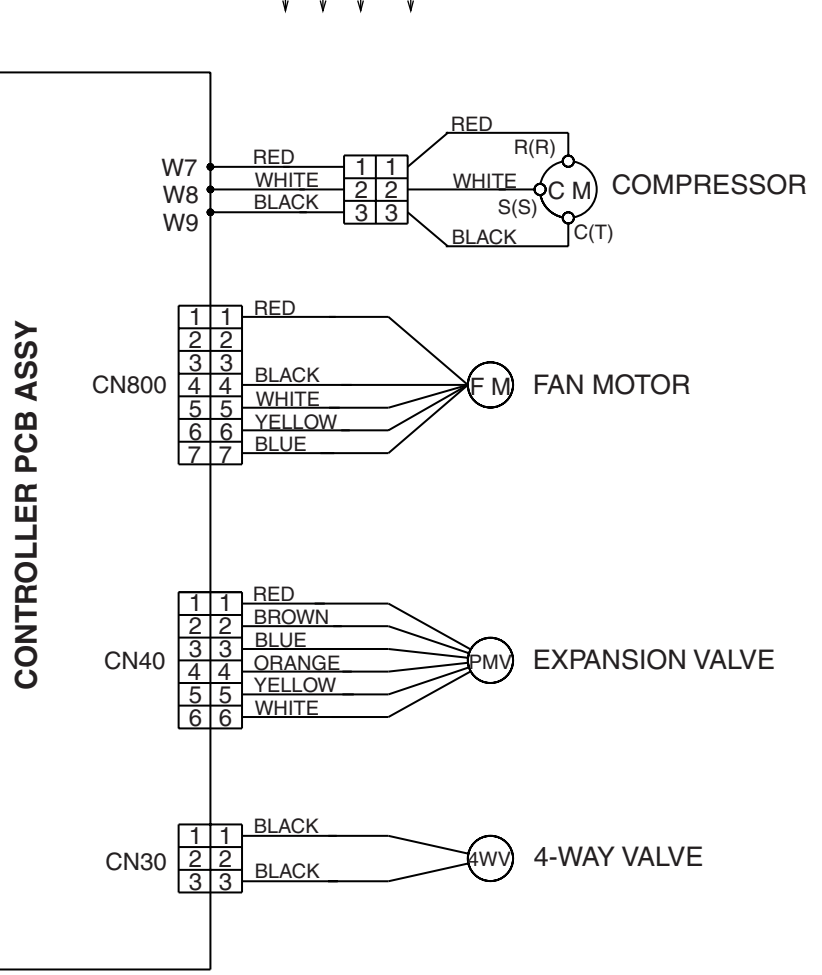 CONTROLLER PCB ASSY
RED
R(R)
W7 RED 1 1
W8 WHITE 2 2 WHITE C M COMPRESSOR
S(S)
W9 BLACK 3 3
C(T)
BLACK
1 1 RED
2 2
3 3
CN800 4 4 BLACK F M FAN MOTOR
5 5 WHITE
6 6 YELLOW
7 7 BLUE
1 1 RED
2 2 BROWN
3 3 BLUE
CN40 4 4 ORANGE PMV EXPANSION VALVE
5 5 YELLOW
6 6 WHITE
1 1 BLACK
CN30 2 2 4WV 4-WAY VALVE
3 3 BLACK